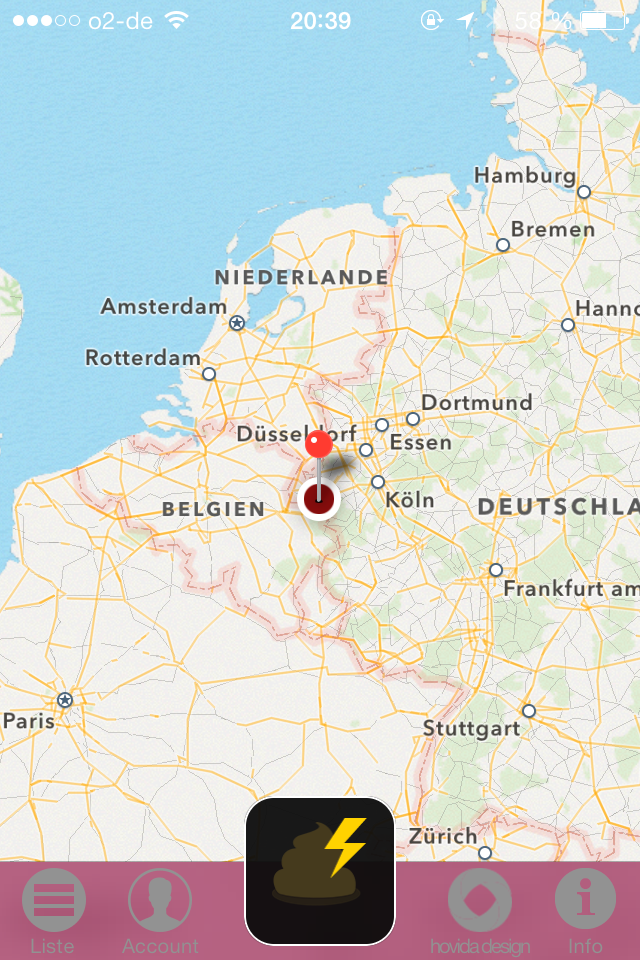 o2-de 20:39 58 %
Hamburg
Bremen
NIEDERLANDE
Amsterdam
Hanno
Rotterdam
Dortmund
Düsseldorf
Essen
Köln
BELGIEN
DEUTSCHLA
Frankfurt am
Paris
Stuttgart
Zürich
Liste Account hovida design Info